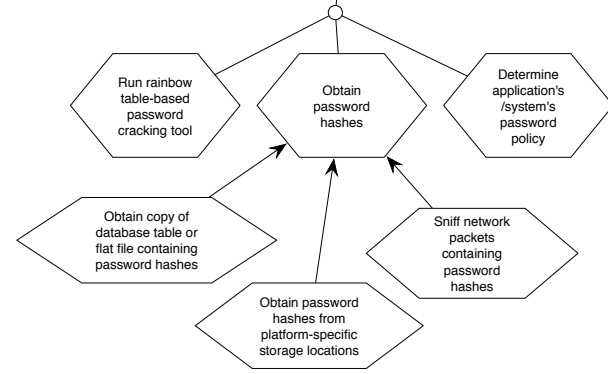 Run rainbow
table-based
password
cracking tool
Obtain
password
hashes
Determine
application's
/system's
password
policy
Obtain copy of
database table or
flat file containing
password hashes
Obtain password
hashes from
platform-specific
storage locations
Sniff network
packets
containing
password
hashes